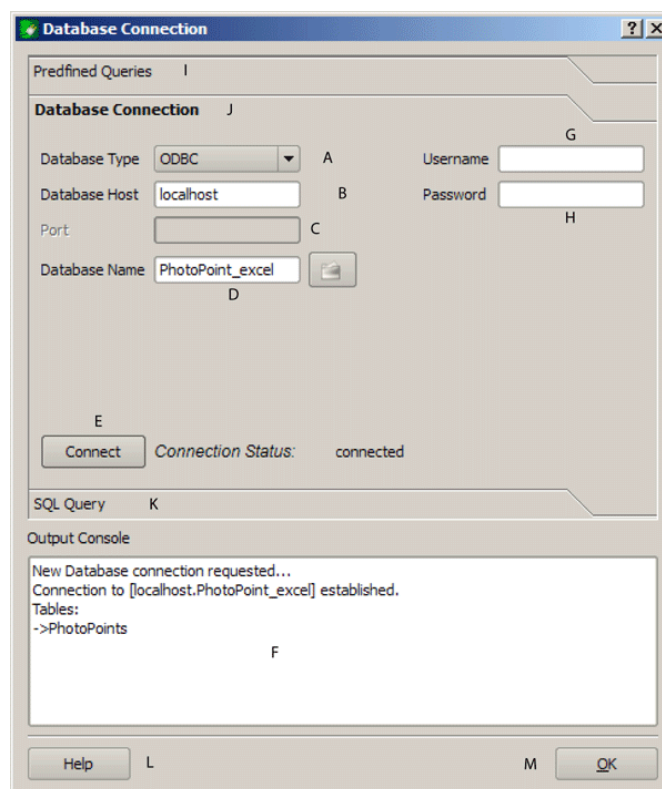 Database Connection
Predfined Queries I
Database Connection J
G
Database Type ODBC A Username
Database Host localhost B Password
H
Port C
Database Name PhotoPoint_excel
D
E
Connect Connection Status: connected
SQL Query K
Output Console
New Database connection requested...
Connection to [localhost.PhotoPoint_excel] established.
Tables:
->PhotoPoints
F
Help L M OK